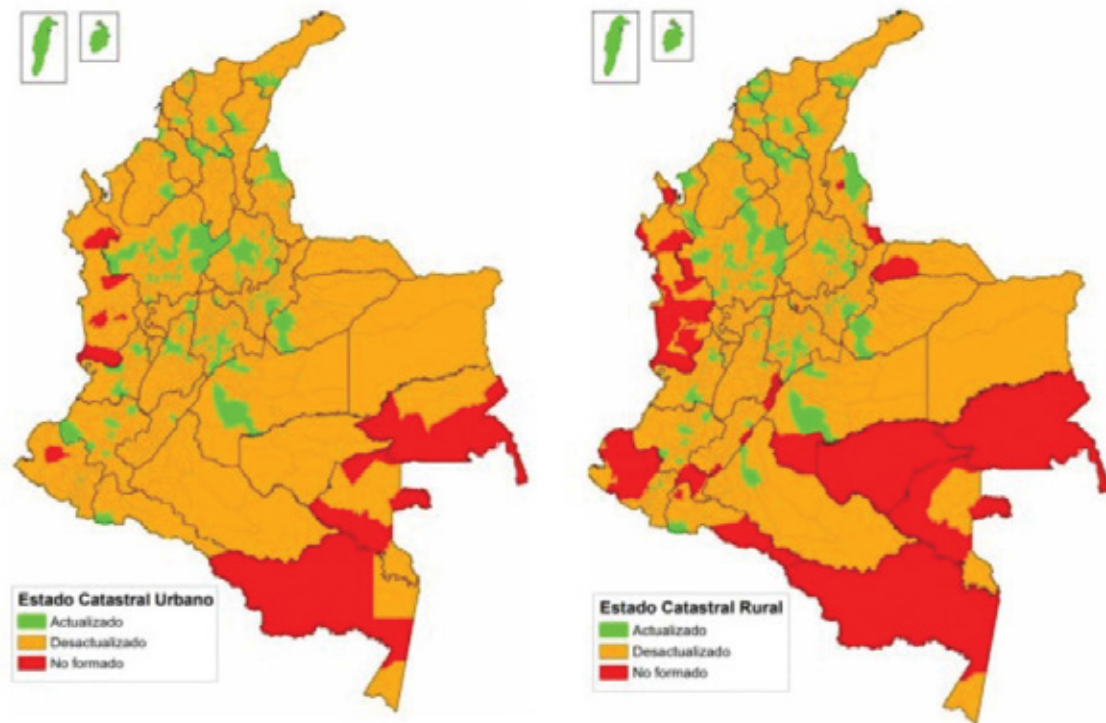 Estado Catastral Urbano
Actualizado
Desactualizado
No formado
Estado Catastral Rural
Actualizado
Desactualizado
No formado